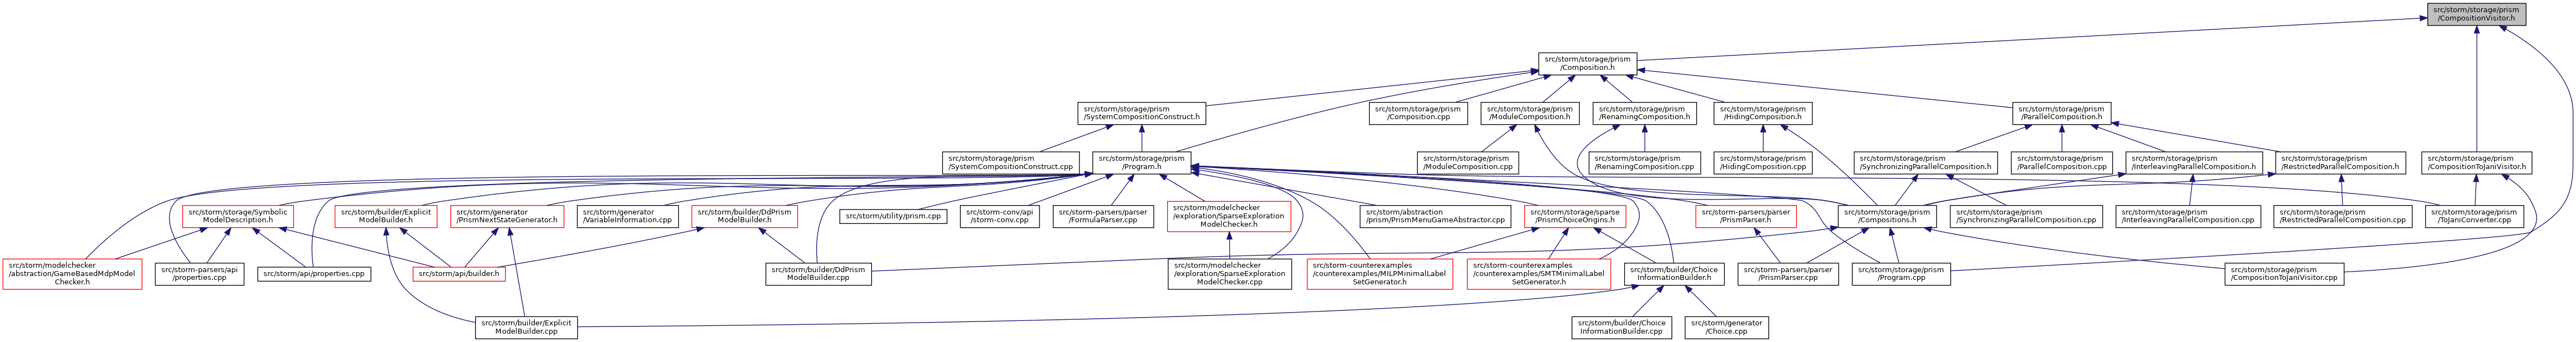 src/storm/storage/prism
/CompositionVisitor.h
src/storm/storage/prism
/Composition.h
src/storm/storage/prism
/SystemCompositionConstruct.h
src/storm/storage/prism
/Composition.cpp
src/storm/storage/prism
/ModuleComposition.h
src/storm/storage/prism
/RenamingComposition.h
src/storm/storage/prism
/HidingComposition.h
src/storm/storage/prism
/ParallelComposition.h
src/storm/storage/prism
/SystemCompositionConstruct.cpp
src/storm/storage/prism
/Program.h
src/storm/storage/prism
/ModuleComposition.cpp
src/storm/storage/prism
/RenamingComposition.cpp
src/storm/storage/prism
/HidingComposition.cpp
src/storm/storage/prism
/SynchronizingParallelComposition.h
src/storm/storage/prism
/ParallelComposition.cpp
src/storm/storage/prism
/InterleavingParallelComposition.h
src/storm/storage/prism
/RestrictedParallelComposition.h
src/storm/storage/prism
/CompositionToJaniVisitor.h
src/storm/storage/Symbolic
ModelDescription.h
src/storm/builder/Explicit
ModelBuilder.h
src/storm/generator
/PrismNextStateGenerator.h
src/storm/generator
/VariableInformation.cpp
src/storm/builder/DdPrism
ModelBuilder.h
src/storm/utility/prism.cpp
src/storm-conv/api
/storm-conv.cpp
src/storm-parsers/parser
/FormulaParser.cpp
src/storm/modelchecker
/exploration/SparseExploration
ModelChecker.h
src/storm/abstraction
/prism/PrismMenuGameAbstractor.cpp
src/storm/storage/sparse
/PrismChoiceOrigins.h
src/storm-parsers/parser
/PrismParser.h
src/storm/storage/prism
/Compositions.h
src/storm/storage/prism
/SynchronizingParallelComposition.cpp
src/storm/storage/prism
/InterleavingParallelComposition.cpp
src/storm/storage/prism
/RestrictedParallelComposition.cpp
src/storm/storage/prism
/ToJaniConverter.cpp
src/storm/modelchecker
/abstraction/GameBasedMdpModel
Checker.h
src/storm-parsers/api
/properties.cpp
src/storm/api/properties.cpp
src/storm/api/builder.h
src/storm/builder/DdPrism
ModelBuilder.cpp
src/storm/modelchecker
/exploration/SparseExploration
ModelChecker.cpp
src/storm-counterexamples
/counterexamples/MILPMinimalLabel
SetGenerator.h
src/storm-counterexamples
/counterexamples/SMTMinimalLabel
SetGenerator.h
src/storm/builder/Choice
InformationBuilder.h
src/storm-parsers/parser
/PrismParser.cpp
src/storm/storage/prism
/Program.cpp
src/storm/storage/prism
/CompositionToJaniVisitor.cpp
src/storm/builder/Explicit
ModelBuilder.cpp
src/storm/builder/Choice
InformationBuilder.cpp
src/storm/generator
/Choice.cpp